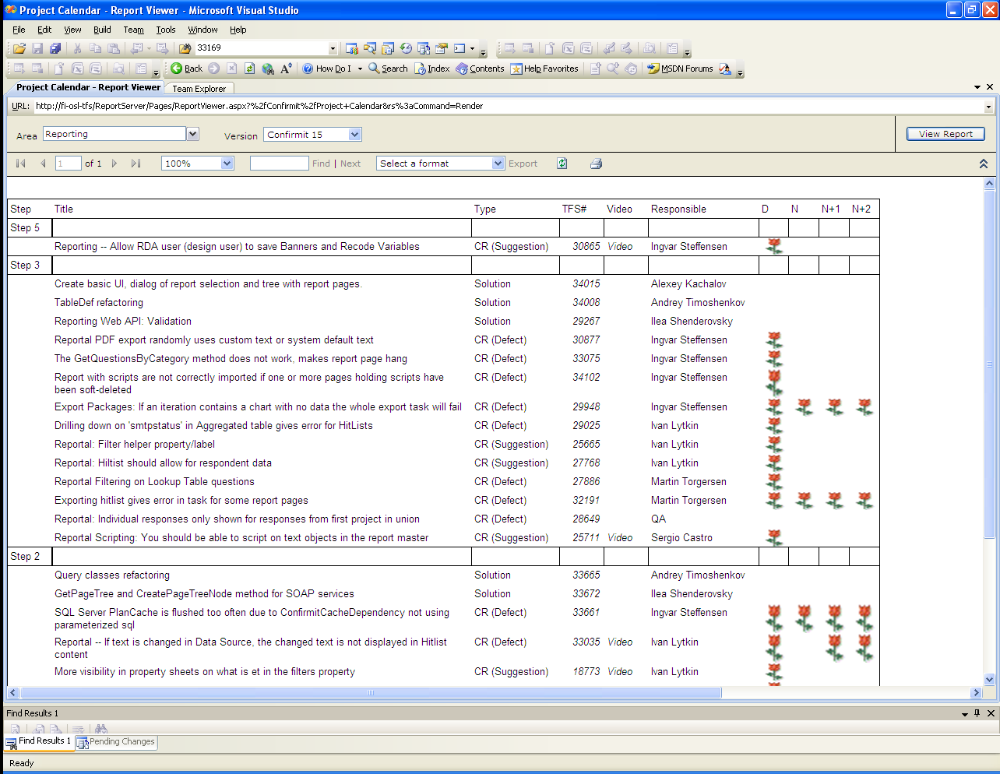 Project Calendar - Report Viewer - Microsoft Visual Studio
File Edit View Build Team Tools Window Help
33169
Back How Do I Search Index Contents Help Favorites MSDN Forums
Project Calendar - Report Viewer Team Explorer
URL: http://fi-osl-tfs/ReportServer/Pages/ReportViewer.aspx?%2fConfirmit%2fProject+Calendar&rs%3aCommand=Render
Area Reporting Version Confirmit 15 View Report
1 of 1 100% Find | Next Select a format Export
Step Title Type TFS# Video Responsible D N N+1 N+2
Step 5
Reporting -- Allow RDA user (design user) to save Banners and Recode Variables CR (Suggestion) 30865 Video Ingvar Steffensen
Step 3
Create basic UI, dialog of report selection and tree with report pages. Solution 34015 Alexey Kachalov
TableDef refactoring Solution 34008 Andrey Timoshenkov
Reporting Web API: Validation Solution 29267 Ilea Shenderovsky
Reportal PDF export randomly uses custom text or system default text CR (Defect) 30877 Ingvar Steffensen
The GetQuestionsByCategory method does not work, makes report page hang CR (Defect) 33075 Ingvar Steffensen
Report with scripts are not correctly imported if one or more pages holding scripts have CR (Defect) 34102 Ingvar Steffensen
been soft-deleted
Export Packages: If an iteration contains a chart with no data the whole export task will fail CR (Defect) 29948 Ingvar Steffensen
Drilling down on 'smtpstatus' in Aggregated table gives error for HitLists CR (Defect) 29025 Ivan Lytkin
Reportal: Filter helper property/label CR (Suggestion) 25665 Ivan Lytkin
Reportal: Hiltist should allow for respondent data CR (Suggestion) 27768 Ivan Lytkin
Reportal Filtering on Lookup Table questions CR (Defect) 27886 Martin Torgersen
Exporting hitlist gives error in task for some report pages CR (Defect) 32191 Martin Torgersen
Reportal: Individual responses only shown for responses from first project in union CR (Defect) 28649 QA
Reportal Scripting: You should be able to script on text objects in the report master CR (Suggestion) 25711 Video Sergio Castro
Step 2
Query classes refactoring Solution 33665 Andrey Timoshenkov
GetPageTree and CreatePageTreeNode method for SOAP services Solution 33672 Ilea Shenderovsky
SQL Server PlanCache is flushed too often due to ConfirmitCacheDependency not using CR (Defect) 33661 Ingvar Steffensen
parameterized sql
Reportal -- If text is changed in Data Source, the changed text is not displayed in Hitlist CR (Defect) 33035 Video Ivan Lytkin
content
More visibility in property sheets on what is et in the filters property CR (Suggestion) 18773 Video Ivan Lytkin
Find Results 1
Find Results 1 Pending Changes
Ready